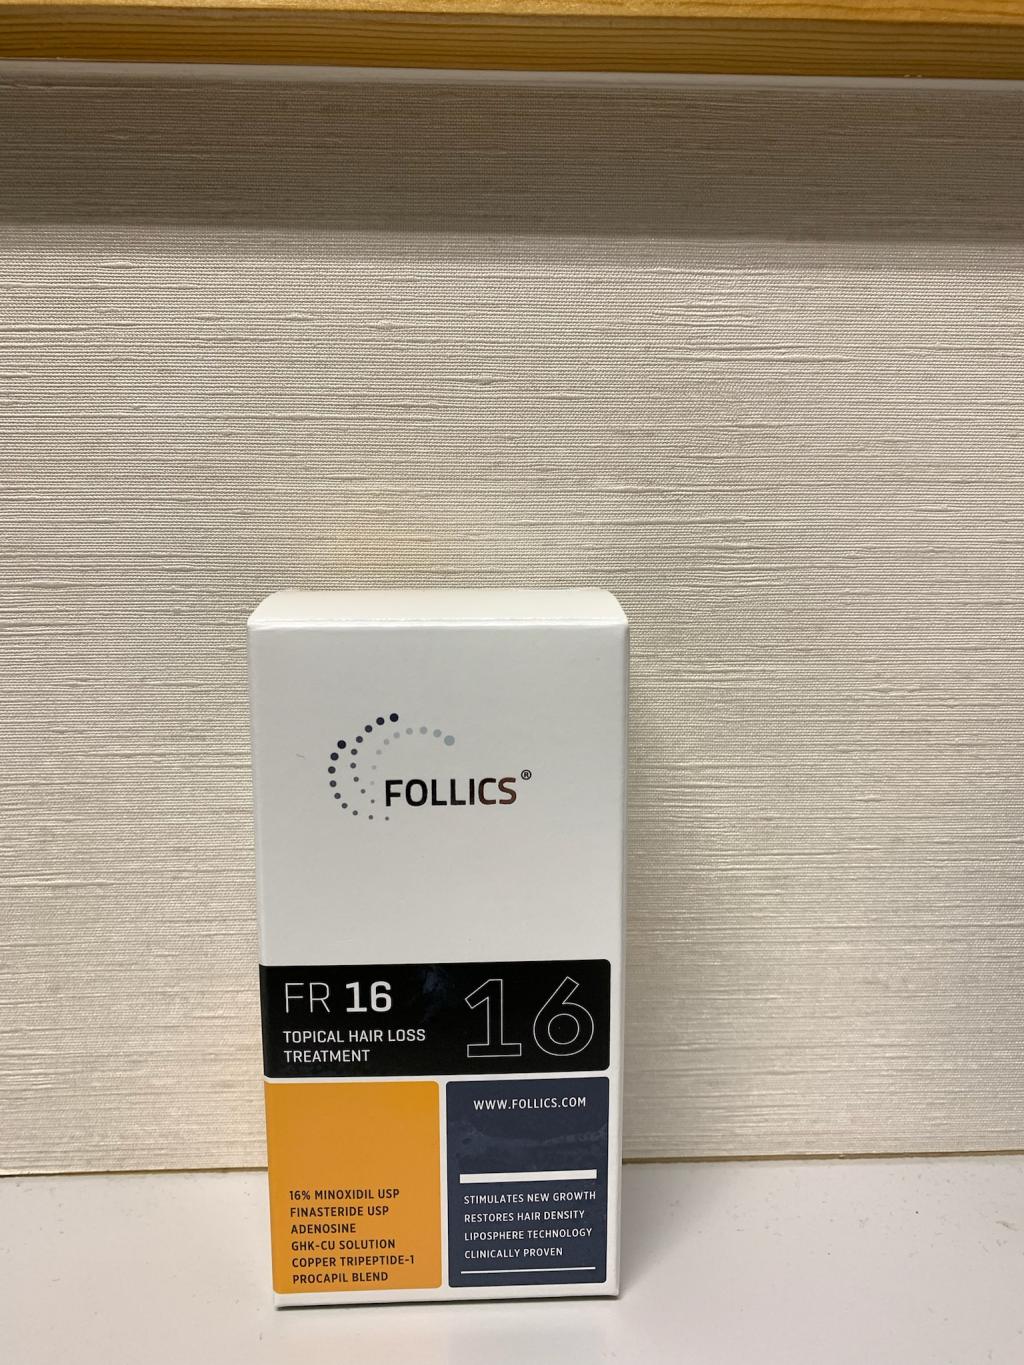 FOLLICS®
FR 16
16
TOPICAL HAIR LOSS
TREATMENT
16% MINOXIDIL USP
FINASTERIDE USP
ADENOSINE
GHK-CU SOLUTION
COPPER TRIPEPTIDE-1
PROCAPIL BLEND
WWW.FOLLICS.COM
STIMULATES NEW GROWTH
RESTORES HAIR DENSITY
LIPOSPHERE TECHNOLOGY
CLINICALLY PROVEN